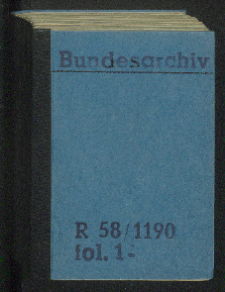 Bundesarchiv
R 58/1190
fol. 1-